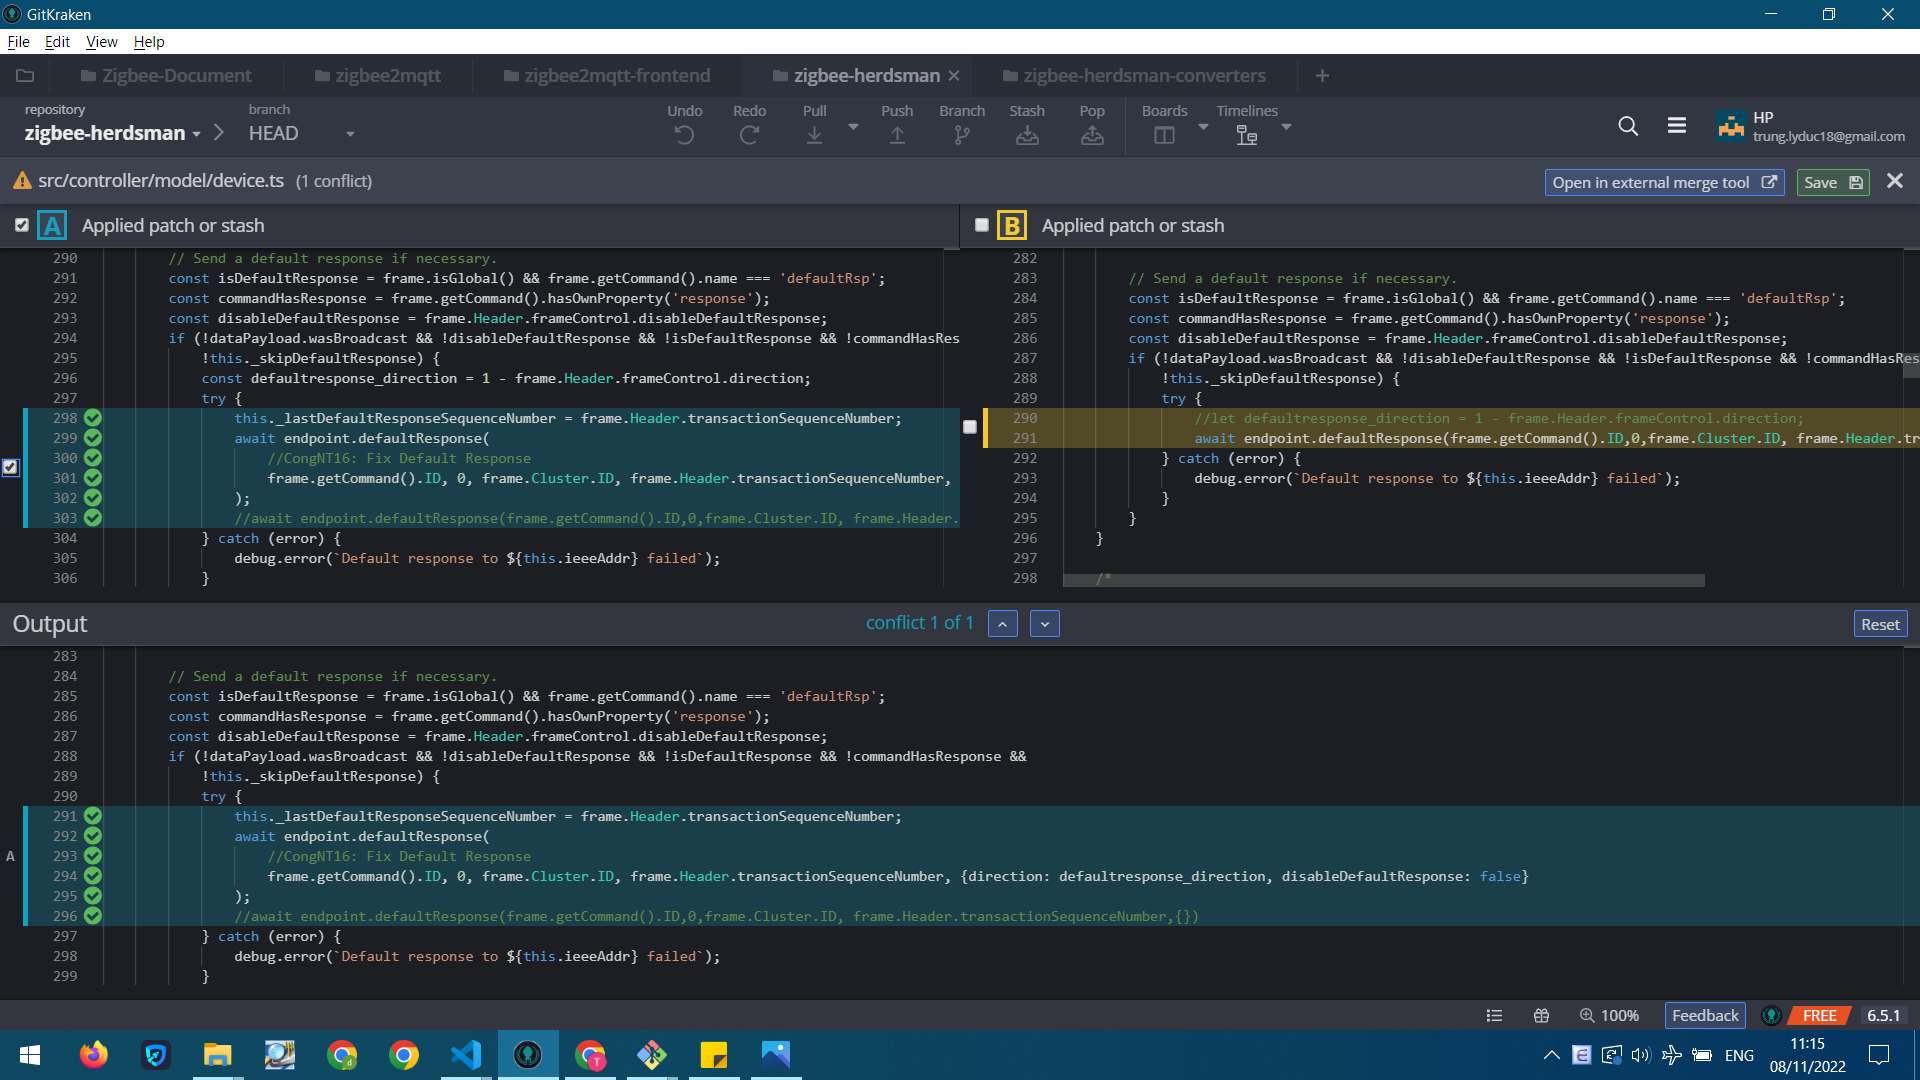 GitKraken
File Edit View Help
Zigbee-Document zigbee2mqtt zigbee2mqtt-frontend zigbee-herdsman zigbee-herdsman-converters
repository branch Undo Redo Pull Push Branch Stash Pop Boards Timelines
zigbee-herdsman HEAD
HP
trung.lyduc18@gmail.com
src/controller/model/device.ts (1 conflict) Open in external merge tool Save
A Applied patch or stash
290 // Send a default response if necessary.
291 const isDefaultResponse = frame.isGlobal() && frame.getCommand().name === 'defaultRsp';
292 const commandHasResponse = frame.getCommand().hasOwnProperty('response');
293 const disableDefaultResponse = frame.Header.frameControl.disableDefaultResponse;
294 if (!dataPayload.wasBroadcast && !disableDefaultResponse && !isDefaultResponse && !commandHasRes
295 !this._skipDefaultResponse) {
296 const defaultresponse_direction = 1 - frame.Header.frameControl.direction;
297 try {
298 this._lastDefaultResponseSequenceNumber = frame.Header.transactionSequenceNumber;
299 await endpoint.defaultResponse(
300 //CongNT16: Fix Default Response
301 frame.getCommand().ID, 0, frame.Cluster.ID, frame.Header.transactionSequenceNumber,
302 );
303 //await endpoint.defaultResponse(frame.getCommand().ID,0,frame.Cluster.ID, frame.Header.
304 } catch (error) {
305 debug.error(`Default response to ${this.ieeeAddr} failed`);
306 }
B Applied patch or stash
282
283 // Send a default response if necessary.
284 const isDefaultResponse = frame.isGlobal() && frame.getCommand().name === 'defaultRsp';
285 const commandHasResponse = frame.getCommand().hasOwnProperty('response');
286 const disableDefaultResponse = frame.Header.frameControl.disableDefaultResponse;
287 if (!dataPayload.wasBroadcast && !disableDefaultResponse && !isDefaultResponse && !commandHasRes
288 !this._skipDefaultResponse) {
289 try {
290 //let defaultresponse_direction = 1 - frame.Header.frameControl.direction;
291 await endpoint.defaultResponse(frame.getCommand().ID,0,frame.Cluster.ID, frame.Header.tr
292 } catch (error) {
293 debug.error(`Default response to ${this.ieeeAddr} failed`);
294 }
295 }
296 }
297
298 /*
Output conflict 1 of 1 Reset
283
284 // Send a default response if necessary.
285 const isDefaultResponse = frame.isGlobal() && frame.getCommand().name === 'defaultRsp';
286 const commandHasResponse = frame.getCommand().hasOwnProperty('response');
287 const disableDefaultResponse = frame.Header.frameControl.disableDefaultResponse;
288 if (!dataPayload.wasBroadcast && !disableDefaultResponse && !isDefaultResponse && !commandHasResponse &&
289 !this._skipDefaultResponse) {
290 try {
291 this._lastDefaultResponseSequenceNumber = frame.Header.transactionSequenceNumber;
292 await endpoint.defaultResponse(
A 293 //CongNT16: Fix Default Response
294 frame.getCommand().ID, 0, frame.Cluster.ID, frame.Header.transactionSequenceNumber, {direction: defaultresponse_direction, disableDefaultResponse: false}
295 );
296 //await endpoint.defaultResponse(frame.getCommand().ID,0,frame.Cluster.ID, frame.Header.transactionSequenceNumber,{})
297 } catch (error) {
298 debug.error(`Default response to ${this.ieeeAddr} failed`);
299 }
100% Feedback FREE 6.5.1
ENG
11:15
08/11/2022